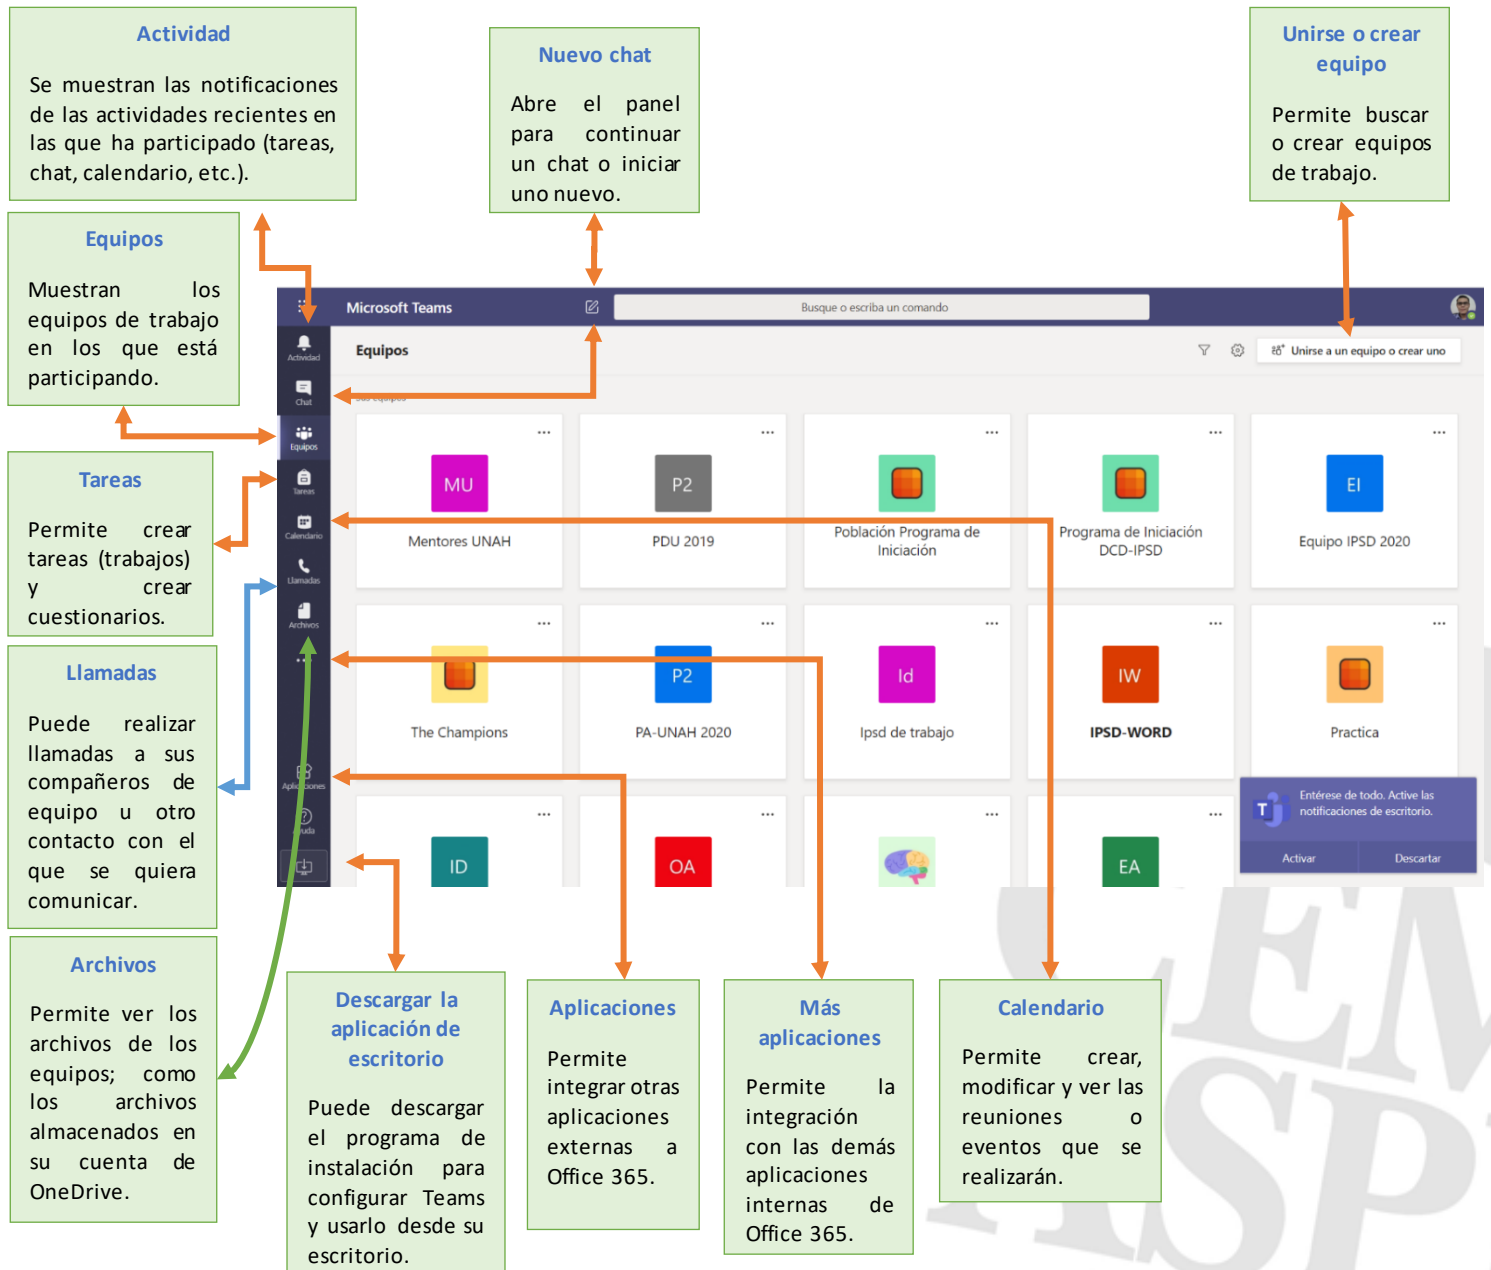 Actividad
Se muestran las notificaciones
de las actividades recientes en
las que ha participado (tareas,
chat, calendario, etc.).
Nuevo chat
Abre el panel
para continuar
un chat o iniciar
uno nuevo.
Unirse o crear
equipo
Permite buscar
o crear equipos
de trabajo.
Equipos
Muestran los
equipos de trabajo
en los que está
participando.
Tareas
Permite crear
tareas (trabajos)
y crear
cuestionarios.
Llamadas
Puede realizar
llamadas a sus
compañeros de
equipo u otro
contacto con el
que se quiera
comunicar.
Archivos
Permite ver los
archivos de los
equipos; como
los archivos
almacenados en
su cuenta de
OneDrive.
Microsoft Teams
Busque o escriba un comando
Actividad
Chat
Equipos
Tareas
Calendario
Llamadas
Archivos
Aplicaciones
Ayuda
Equipos
Unirse a un equipo o crear uno
Sus equipos
MU
Mentores UNAH
P2
PDU 2019
Población Programa de
Iniciación
Programa de Iniciación
DCD-IPSD
EI
Equipo IPSD 2020
The Champions
P2
PA-UNAH 2020
Id
Ipsd de trabajo
IW
IPSD-WORD
Practica
ID
OA
EA
Entérese de todo. Active las
notificaciones de escritorio.
Activar
Descartar
Descargar la
aplicación de
escritorio
Puede descargar
el programa de
instalación para
configurar Teams
y usarlo desde su
escritorio.
Aplicaciones
Permite
integrar otras
aplicaciones
externas a
Office 365.
Más
aplicaciones
Permite la
integración
con las demás
aplicaciones
internas de
Office 365.
Calendario
Permite crear,
modificar y ver las
reuniones o
eventos que se
realizarán.